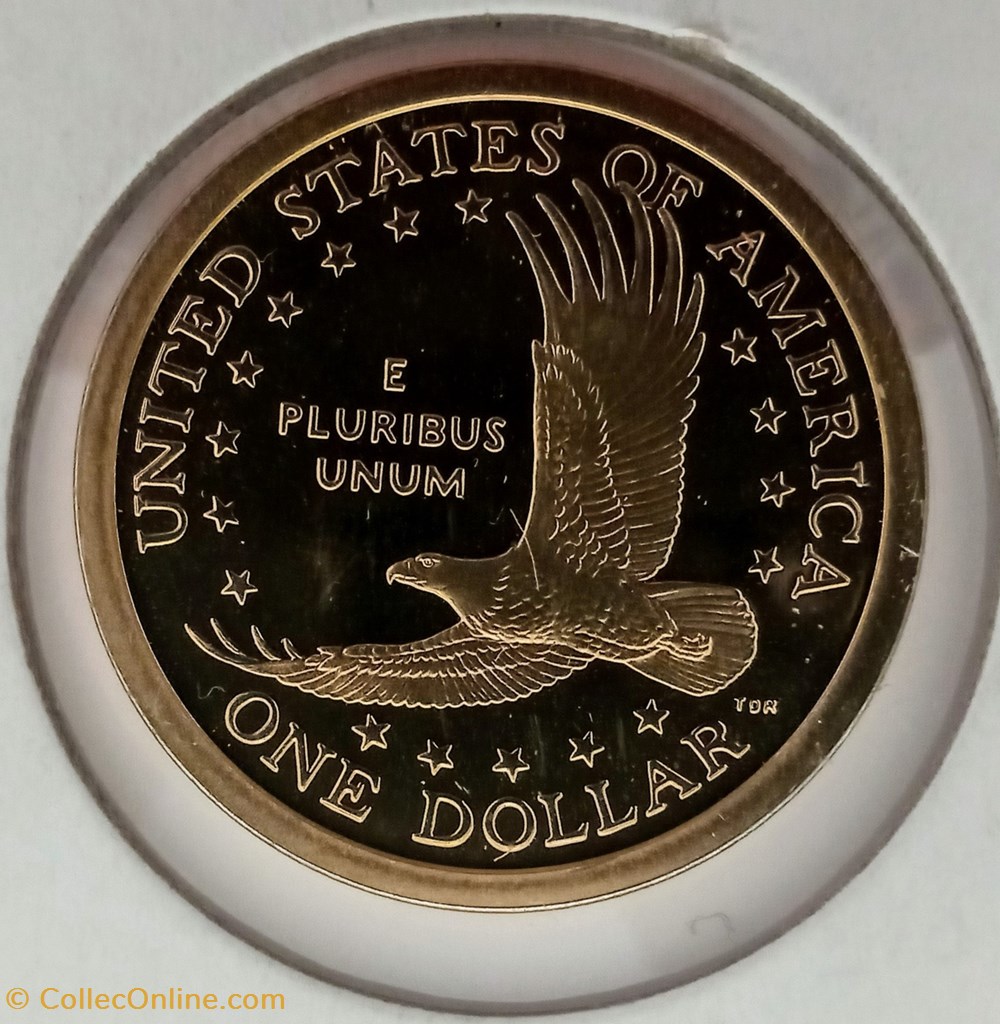 UNITED STATES OF AMERICA
E
PLURIBUS
UNUM
TDR
ONE DOLLAR
© CollecOnline.com